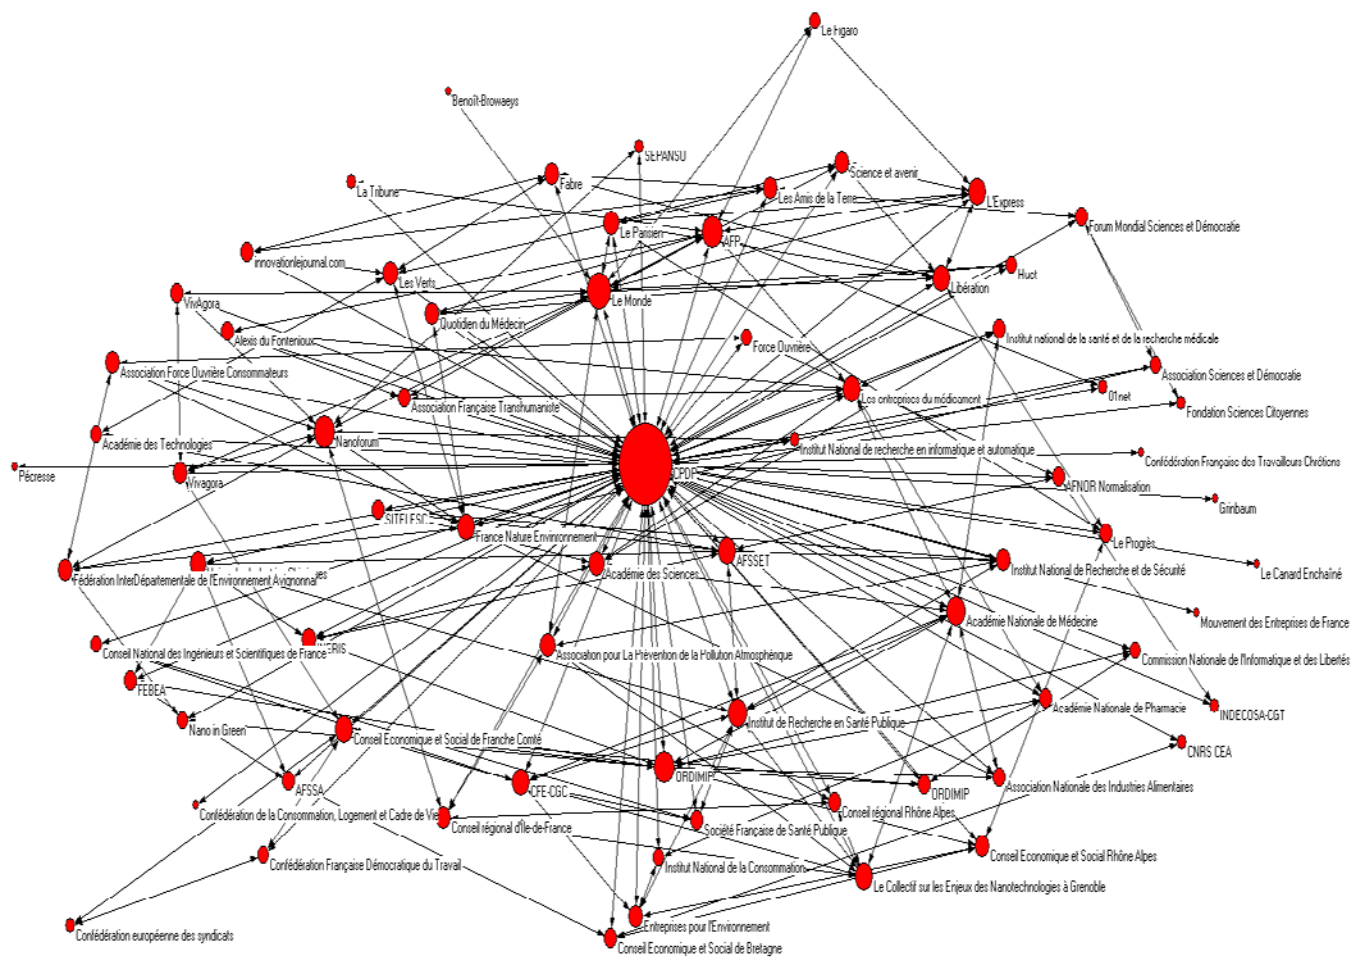 Le Figaro
Benoît-Browaeys
SEPANSO
Science et avenir
La Tribune
Fabre
Les Amis de la Terre
L'Express
Le Parisien
AFP
Forum Mondial Sciences et Démocratie
innovationlejournal.com
Les Verts
Huot
Libération
VivAgora
Le Monde
Quotidien du Médecin
Alexis du Fontenioux
Force Ouvrière
Institut national de la santé et de la recherche médicale
Association Force Ouvrière Consommateurs
Association Sciences et Démocratie
Les entreprises du médicament
01net
Association Française Transhumaniste
Fondation Sciences Citoyennes
Académie des Technologies
Nanoforum
Institut National de recherche en informatique et automatique
Confédération Française des Travailleurs Chrétiens
Pécresse
Vivagora
CPDP
AFNOR Normalisation
Grinbaum
SITELESC
France Nature Environnement
Le Progrès
AFSSET
Académie des Sciences
Institut National de Recherche et de Sécurité
Le Canard Enchaîné
Fédération InterDépartementale de l'Environnement Avignonnai
Mouvement des Entreprises de France
Académie Nationale de Médecine
INERIS
Conseil National des Ingénieurs et Scientifiques de France
Association pour La Prévention de la Pollution Atmosphérique
Commission Nationale de l'Informatique et des Libertés
FEBEA
Académie Nationale de Pharmacie
INDECOSA-CGT
Nano in Green
Institut de Recherche en Santé Publique
Conseil Economique et Social de Franche Comté
CNRS CEA
ORDIMIP
AFSSA
CFE-CGC
ORDIMIP
Association Nationale des Industries Alimentaires
Confédération de la Consommation, Logement et Cadre de Vie
Conseil régional Rhône Alpes
Conseil régional d'Ile-de-France
Société Française de Santé Publique
Confédération Française Démocratique du Travail
Institut National de la Consommation
Conseil Economique et Social Rhône Alpes
Le Collectif sur les Enjeux des Nanotechnologies à Grenoble
Entreprises pour l'Environnement
Confédération européenne des syndicats
Conseil Economique et Social de Bretagne